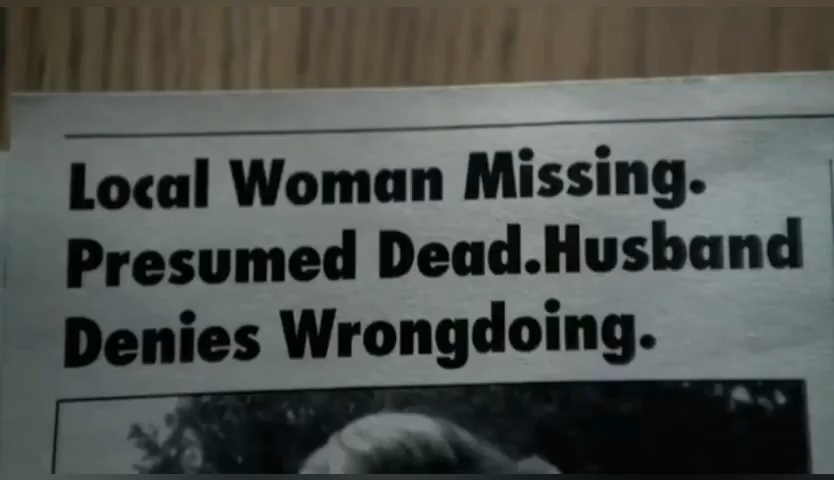 Local Woman Missing.
Presumed Dead.Husband
Denies Wrongdoing.